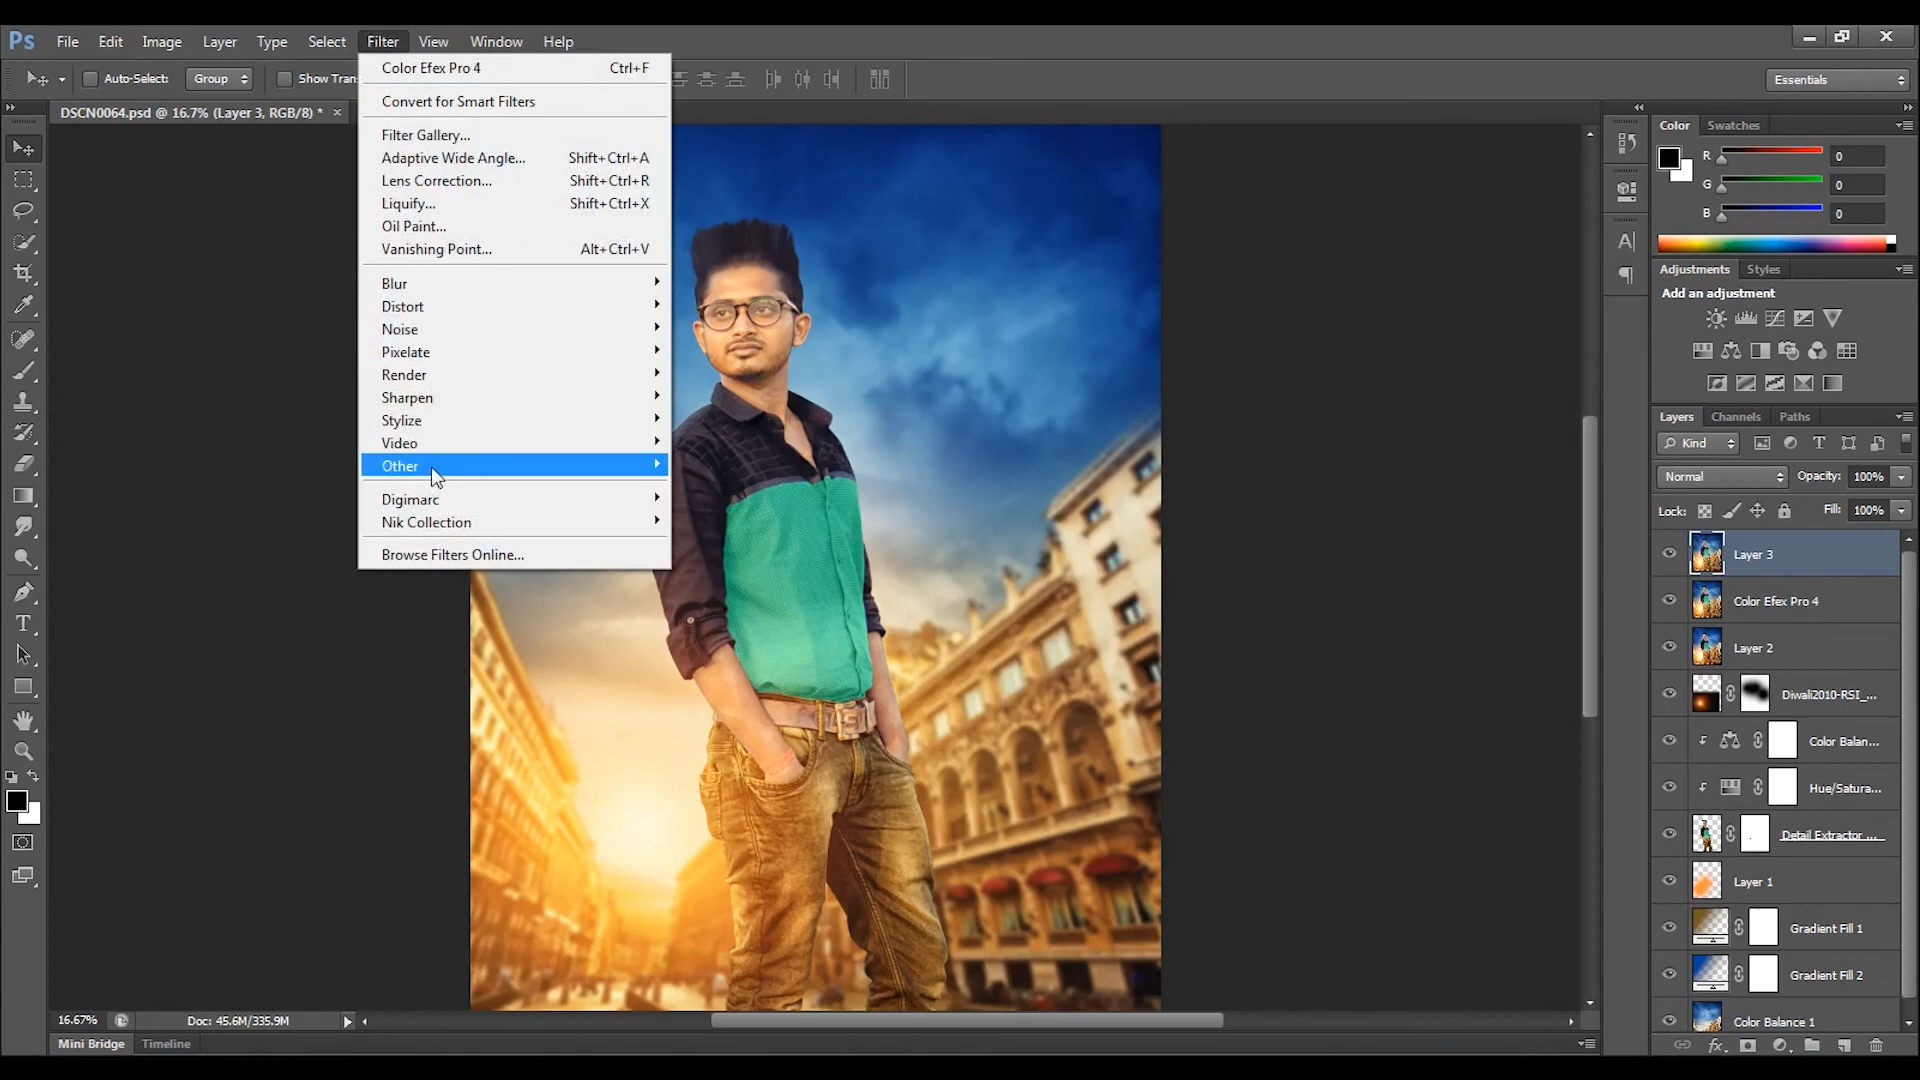 Ps File Edit Image Layer Type Select Filter View Window Help
Auto-Select: Group Show Tran Essentials
DSCN0064.psd @ 16.7% (Layer 3, RGB/8) * ×
Color Efex Pro 4 Ctrl+F
Convert for Smart Filters
Filter Gallery...
Adaptive Wide Angle... Shift+Ctrl+A
Lens Correction... Shift+Ctrl+R
Liquify... Shift+Ctrl+X
Oil Paint...
Vanishing Point... Alt+Ctrl+V
Blur
Distort
Noise
Pixelate
Render
Sharpen
Stylize
Video
Other
Digimarc
Nik Collection
Browse Filters Online...
Color Swatches
R 0
G 0
B 0
Adjustments Styles
Add an adjustment
Layers Channels Paths
Kind
Normal Opacity: 100%
Lock: Fill: 100%
Layer 3
Color Efex Pro 4
Layer 2
Diwali2010-RSI_...
Color Balan...
Hue/Satura...
Detail Extractor ...
Layer 1
Gradient Fill 1
Gradient Fill 2
Color Balance 1
fx
16.67% Doc: 45.6M/335.9M
Mini Bridge Timeline